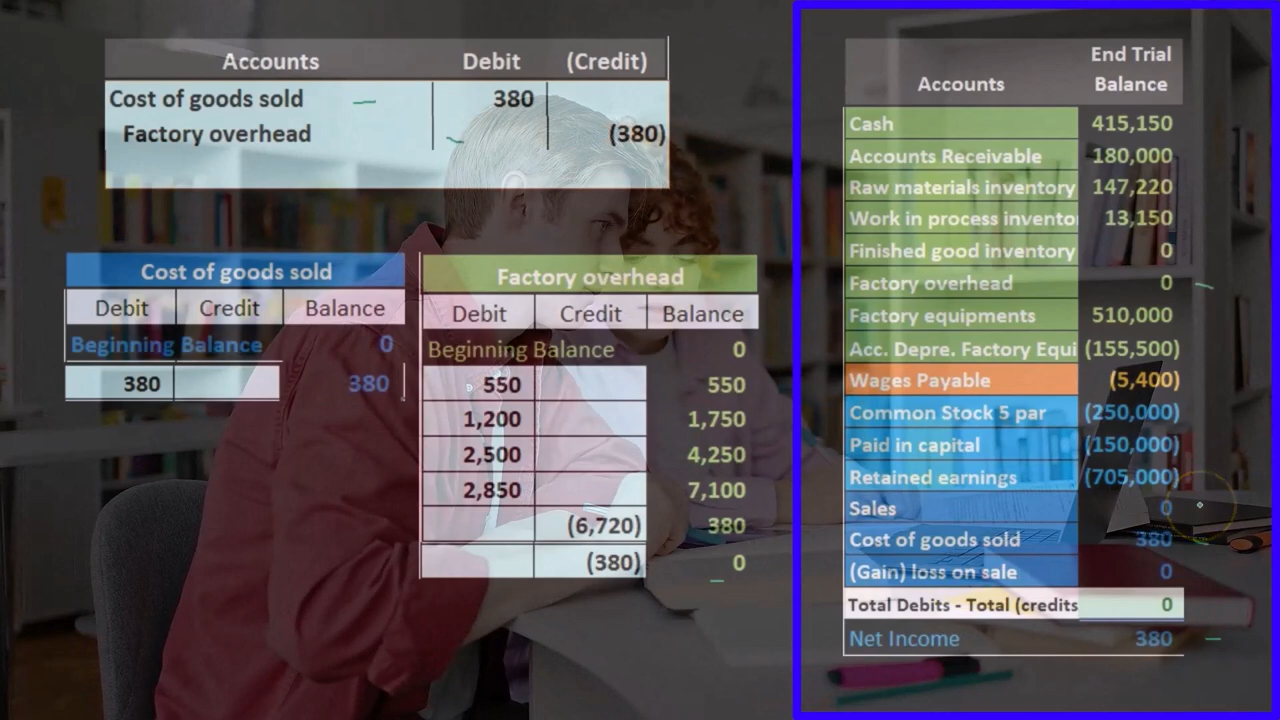 Accounts Debit (Credit)
Cost of goods sold 380
Factory overhead (380)
Cost of goods sold
Debit Credit Balance
Beginning Balance 0
380 380
Factory overhead
Debit Credit Balance
Beginning Balance 0
550 550
1,200 1,750
2,500 4,250
2,850 7,100
(6,720) 380
(380) 0
End Trial
Accounts Balance
Cash 415,150
Accounts Receivable 180,000
Raw materials inventory 147,220
Work in process invento 13,150
Finished good inventory 0
Factory overhead 0
Factory equipments 510,000
Acc. Depre. Factory Equi (155,500)
Wages Payable (5,400)
Common Stock 5 par (250,000)
Paid in capital (150,000)
Retained earnings (705,000)
Sales 0
Cost of goods sold 380
(Gain) loss on sale 0
Total Debits - Total (credits 0
Net Income 380